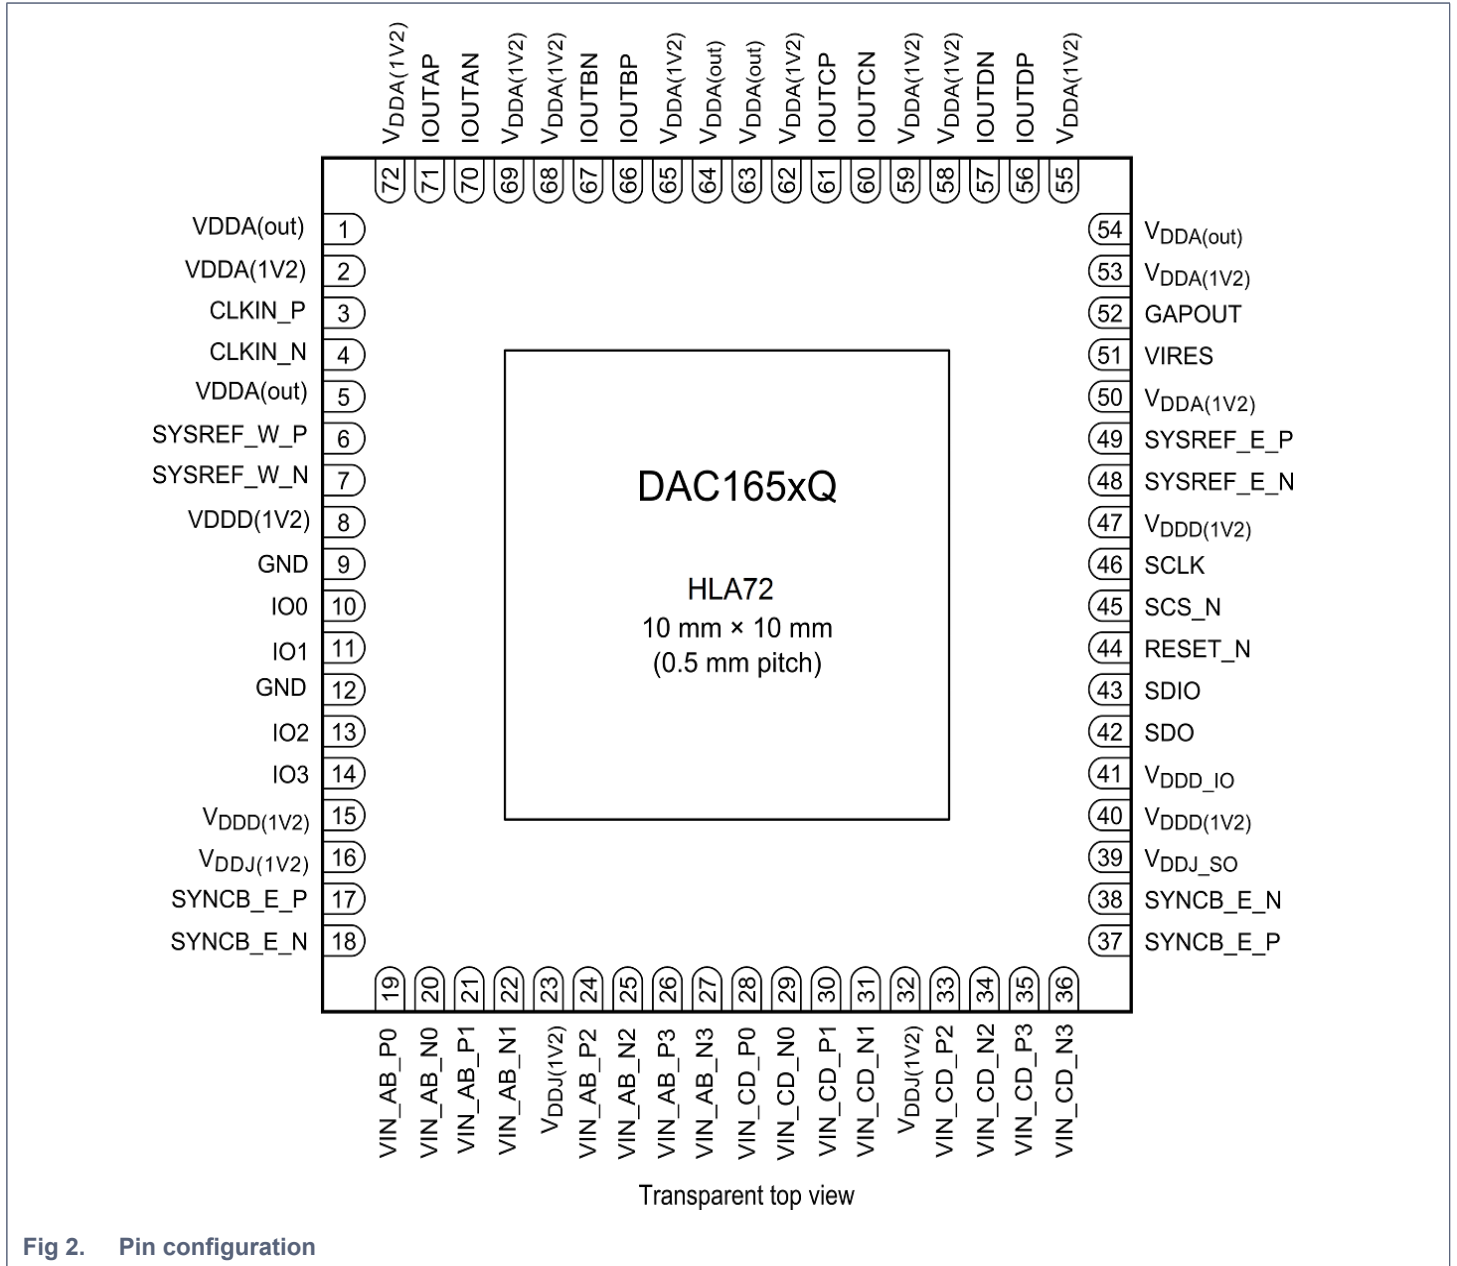 VDDA(1V2)
IOUTAP
IOUTAN
VDDA(1V2)
VDDA(1V2)
IOUTBN
IOUTBP
VDDA(1V2)
VDDA(out)
VDDA(out)
VDDA(1V2)
IOUTCP
IOUTCN
VDDA(1V2)
VDDA(1V2)
IOUTDN
IOUTDP
VDDA(1V2)
72 71 70 69 68 67 66 65 64 63 62 61 60 59 58 57 56 55
VDDA(out) 1
VDDA(1V2) 2
CLKIN_P 3
CLKIN_N 4
VDDA(out) 5
SYSREF_W_P 6
SYSREF_W_N 7
VDDD(1V2) 8
GND 9
IO0 10
IO1 11
GND 12
IO2 13
IO3 14
VDDD(1V2) 15
VDDJ(1V2) 16
SYNCB_E_P 17
SYNCB_E_N 18
DAC165xQ
HLA72
10 mm × 10 mm
(0.5 mm pitch)
54 VDDA(out)
53 VDDA(1V2)
52 GAPOUT
51 VIRES
50 VDDA(1V2)
49 SYSREF_E_P
48 SYSREF_E_N
47 VDDD(1V2)
46 SCLK
45 SCS_N
44 RESET_N
43 SDIO
42 SDO
41 VDDD_IO
40 VDDD(1V2)
39 VDDJ_SO
38 SYNCB_E_N
37 SYNCB_E_P
19 20 21 22 23 24 25 26 27 28 29 30 31 32 33 34 35 36
VIN_AB_P0
VIN_AB_N0
VIN_AB_P1
VIN_AB_N1
VDDJ(1V2)
VIN_AB_P2
VIN_AB_N2
VIN_AB_P3
VIN_AB_N3
VIN_CD_P0
VIN_CD_N0
VIN_CD_P1
VIN_CD_N1
VDDJ(1V2)
VIN_CD_P2
VIN_CD_N2
VIN_CD_P3
VIN_CD_N3
Transparent top view
Fig 2. Pin configuration